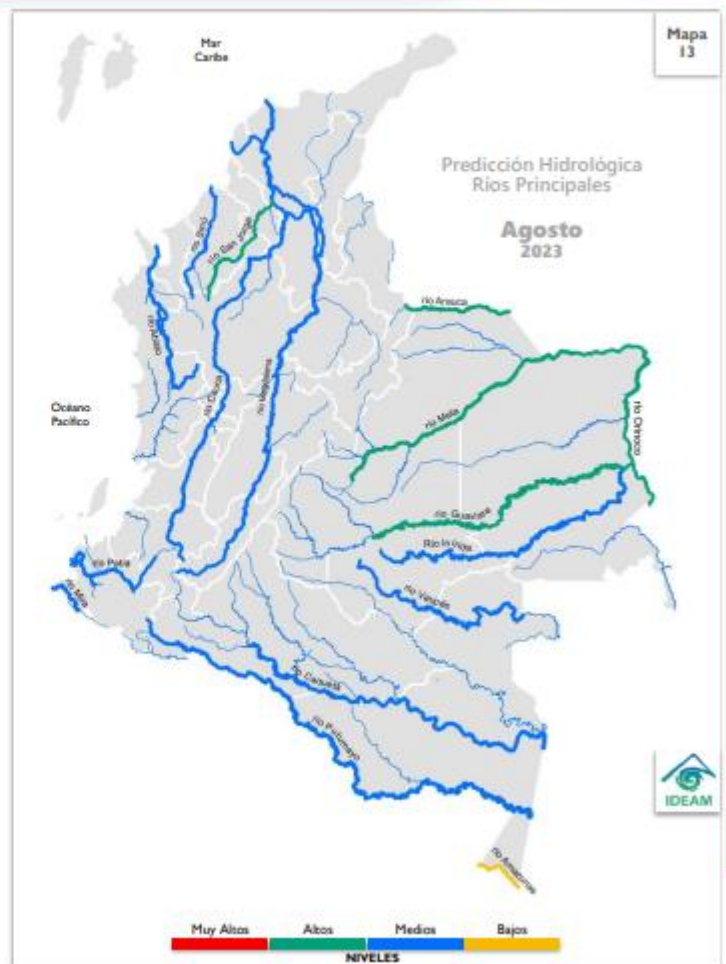 Mar
Caribe
Mapa
13
Predicción Hidrológica
Ríos Principales
Agosto
2023
río Sinú
río San Jorge
río Arauca
río Atrato
río Cauca
río Magdalena
Océano
Pacífico
río Meta
río Orinoco
río Guaviare
Río Inírida
río Patía
río Mira
río Vaupés
río Caquetá
río Putumayo
IDEAM
río Amazonas
Muy Altos
Altos
Medios
Bajos
NIVELES